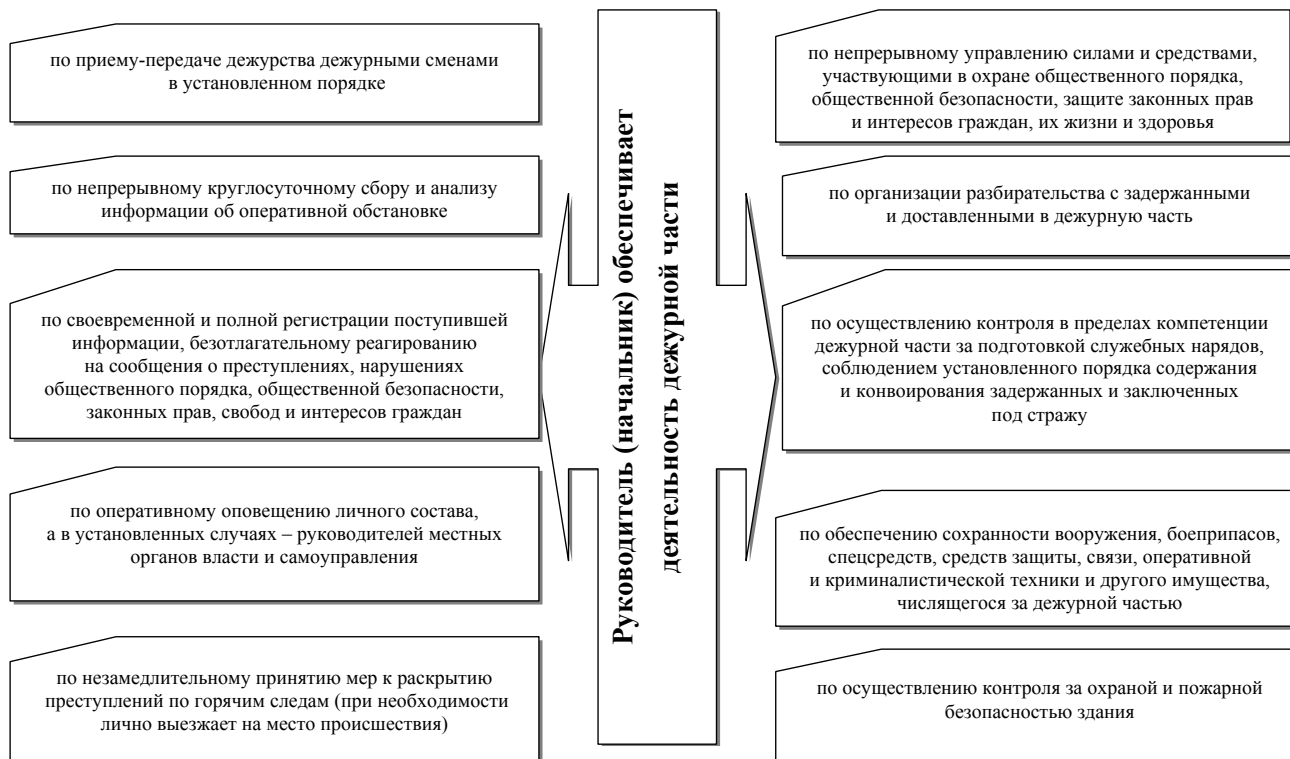 по приему-передаче дежурства дежурными сменами
в установленном порядке
по непрерывному круглосуточному сбору и анализу
информации об оперативной обстановке
по своевременной и полной регистрации поступившей
информации, безотлагательному реагированию
на сообщения о преступлениях, нарушениях
общественного порядка, общественной безопасности,
законных прав, свобод и интересов граждан
по оперативному оповещению личного состава,
а в установленных случаях – руководителей местных
органов власти и самоуправления
по незамедлительному принятию мер к раскрытию
преступлений по горячим следам (при необходимости
лично выезжает на место происшествия)
Руководитель (начальник) обеспечивает
деятельность дежурной части
по непрерывному управлению силами и средствами,
участвующими в охране общественного порядка,
общественной безопасности, защите законных прав
и интересов граждан, их жизни и здоровья
по организации разбирательства с задержанными
и доставленными в дежурную часть
по осуществлению контроля в пределах компетенции
дежурной части за подготовкой служебных нарядов,
соблюдением установленного порядка содержания
и конвоирования задержанных и заключенных
под стражу
по обеспечению сохранности вооружения, боеприпасов,
спецсредств, средств защиты, связи, оперативной
и криминалистической техники и другого имущества,
числящегося за дежурной частью
по осуществлению контроля за охраной и пожарной
безопасностью здания